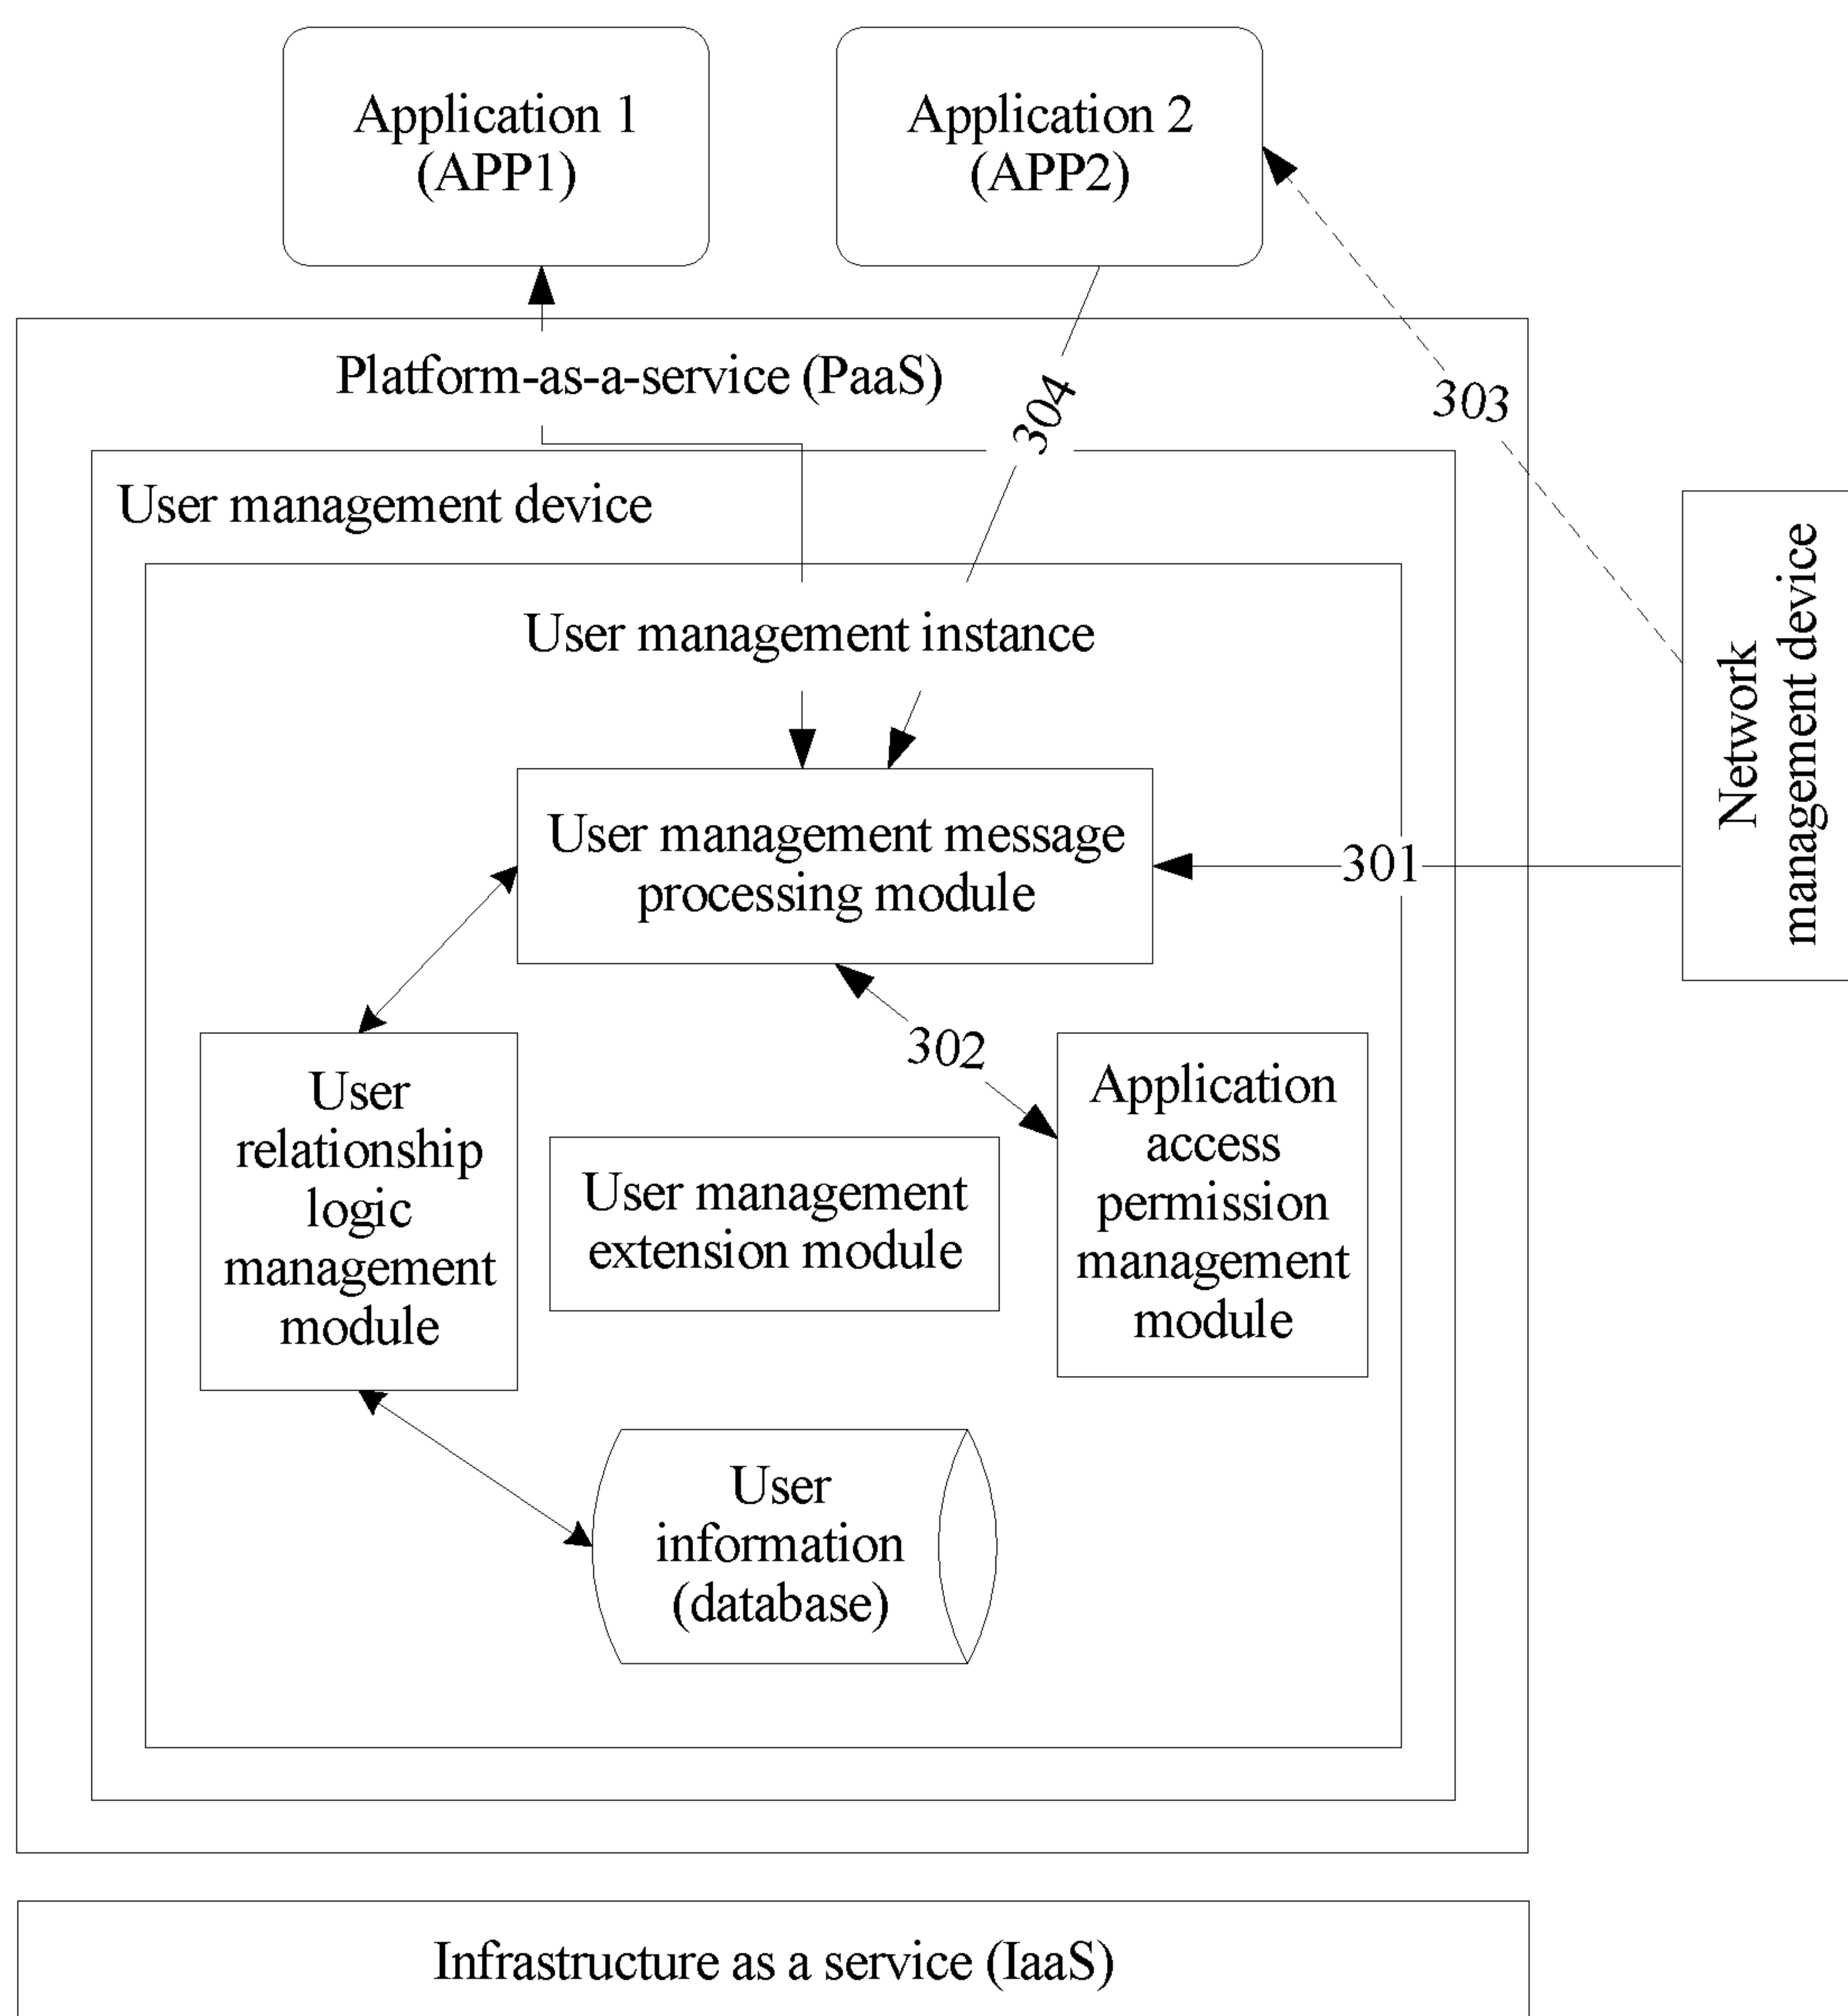 Application 1
(APP1)
Application 2
(APP2)
Platform-as-a-service (PaaS)
304
303
User management device
Network
management device
User management instance
User management message
processing module
301
302
User
relationship
logic
management
module
User management
extension module
Application
access
permission
management
module
User
information
(database)
Infrastructure as a service (IaaS)